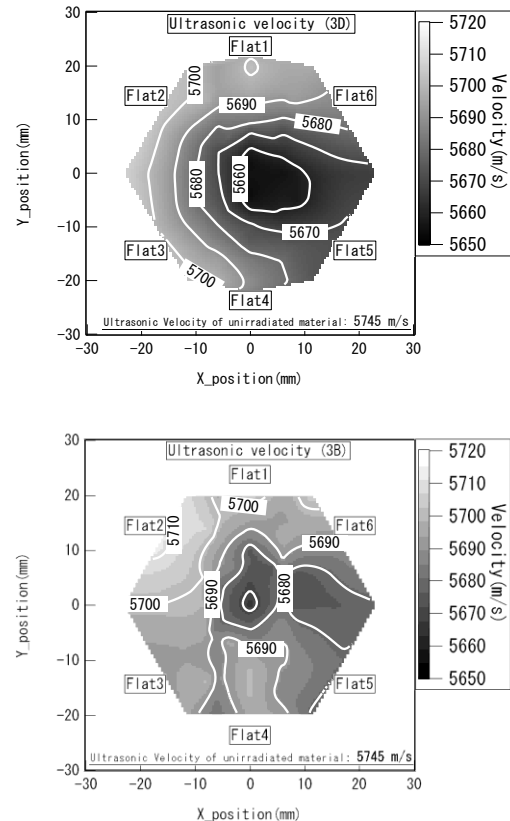 Ultrasonic velocity (3D)
Flat1
Flat2
Flat6
Flat3
Flat5
Flat4
5700
5690
5680
5660
5680
5670
5700
Ultrasonic Velocity of unirradiated material: 5745 m/s
30
20
10
0
-10
-20
-30
Y_position(mm)
-30 -20 -10 0 10 20 30
X_position(mm)
5720
5710
5700
5690
5680
5670
5660
5650
Velocity(m/s)
Ultrasonic velocity (3B)
Flat1
Flat2
Flat6
Flat3
Flat5
Flat4
5700
5710
5690
5700
5690
5680
5690
Ultrasonic Velocity of unirradiated material: 5745 m/s
30
20
10
0
-10
-20
-30
Y_position(mm)
-30 -20 -10 0 10 20 30
X_position(mm)
5720
5710
5700
5690
5680
5670
5660
5650
Velocity(m/s)